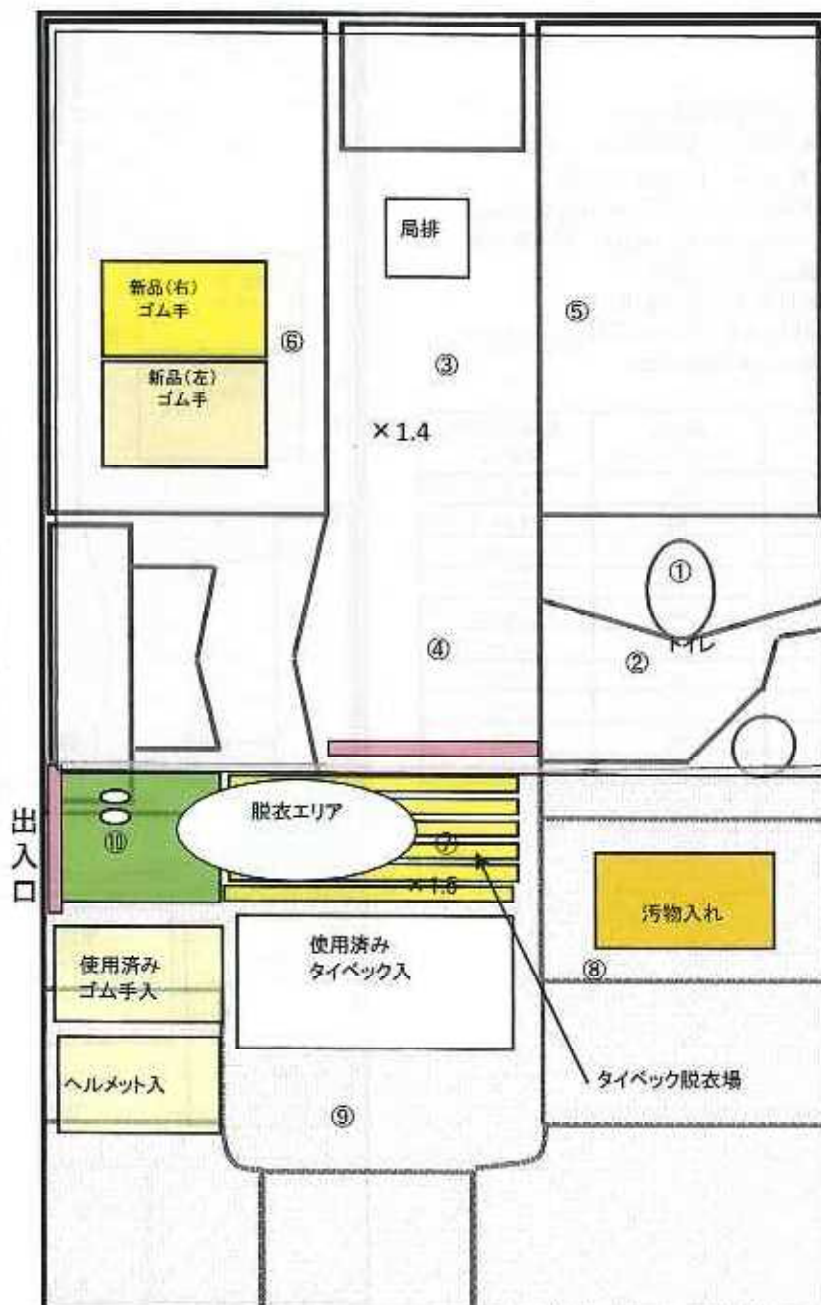 局排
新品(右)
ゴム手
⑥
⑤
新品(左)
ゴム手
③
×1.4
①
④
②
トイレ
出入口
脱衣エリア
⑩
⑦
×1.5
汚物入れ
使用済み
ゴム手入
使用済み
タイベック入
⑧
ヘルメット入
タイベック脱衣場
⑨